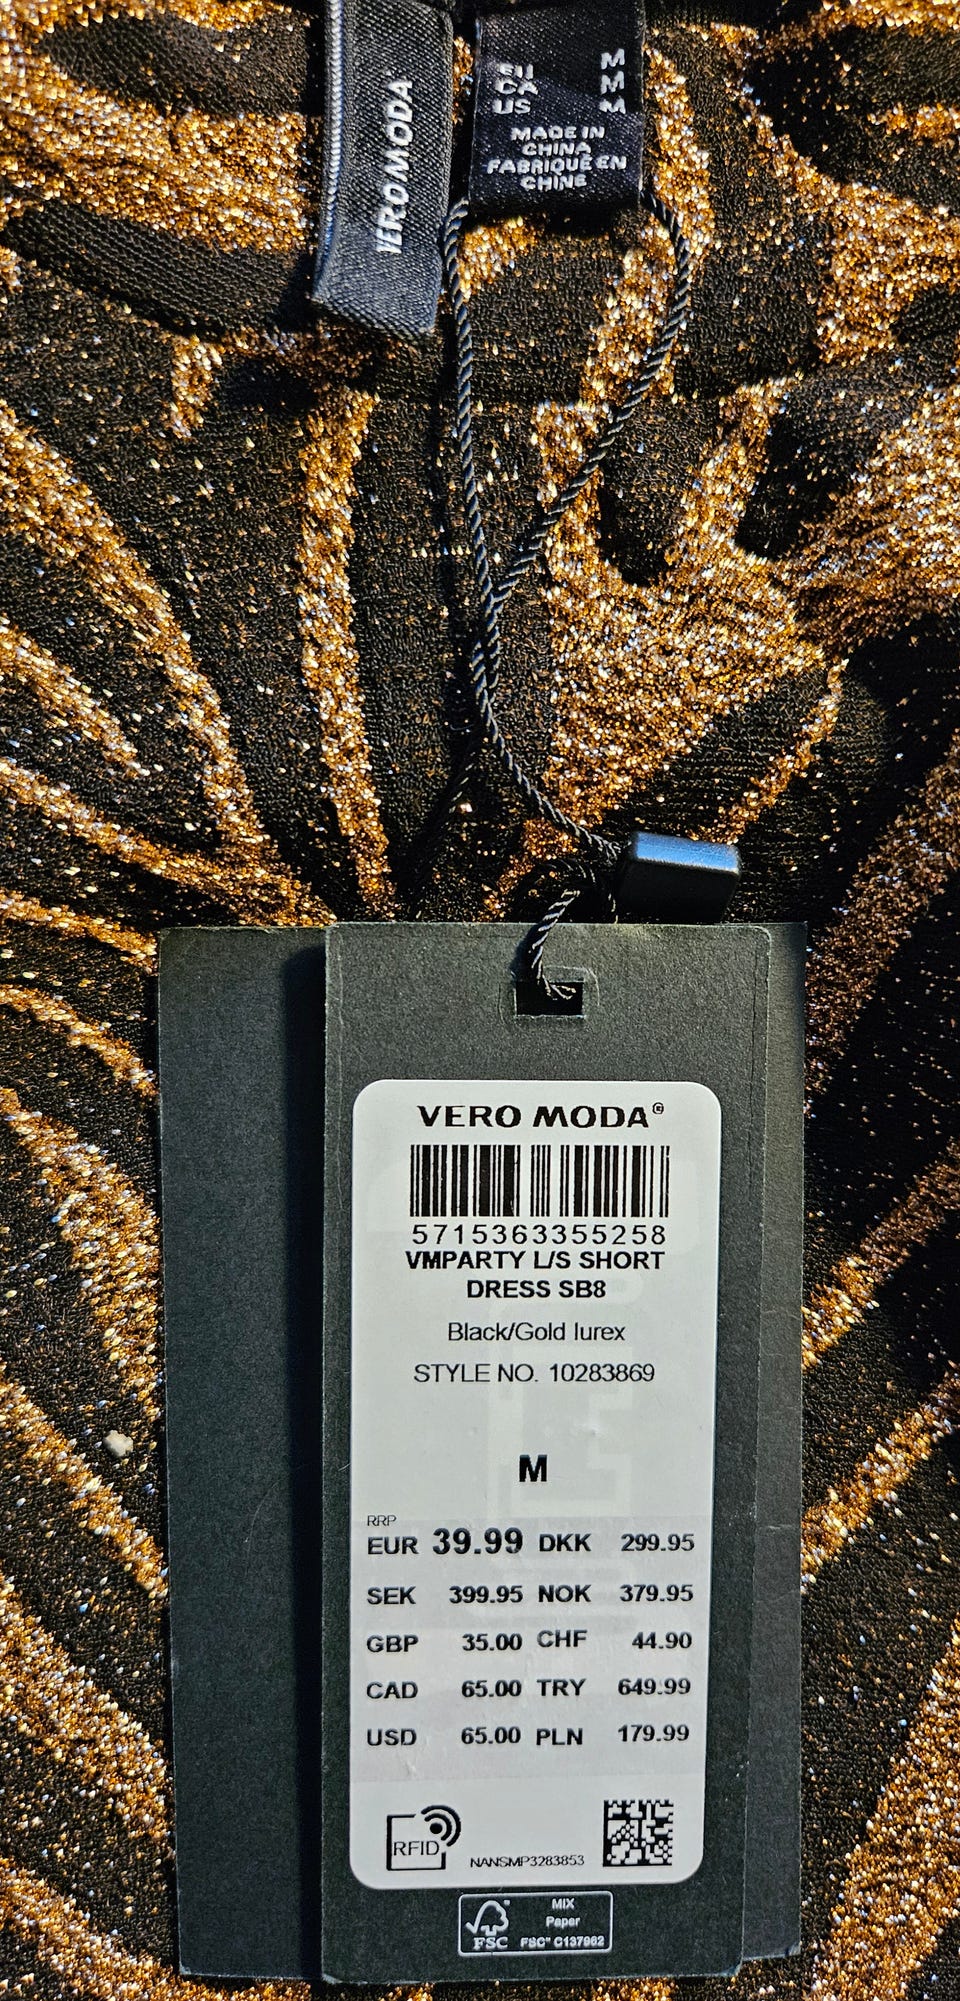 VERO MODA
EU M
CA M
US M
MADE IN
CHINA
FABRIQUÉ EN
CHINE
VERO MODA®
5715363355258
VMPARTY L/S SHORT
DRESS SB8
Black/Gold lurex
STYLE NO. 10283869
M
RRP
EUR 39.99 DKK 299.95
SEK 399.95 NOK 379.95
GBP 35.00 CHF 44.90
CAD 65.00 TRY 649.99
USD 65.00 PLN 179.99
RFID
NANSMP3283853
MIX
Paper
FSC
FSC® C137982